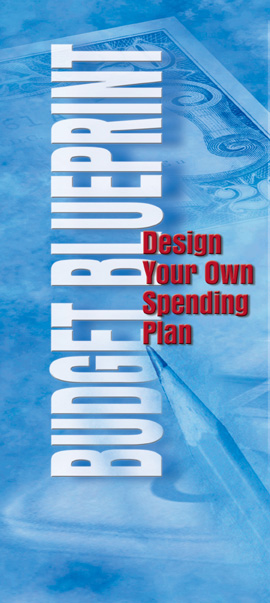 BUDGET BLUEPRINT
Design
Your Own
Spending
Plan